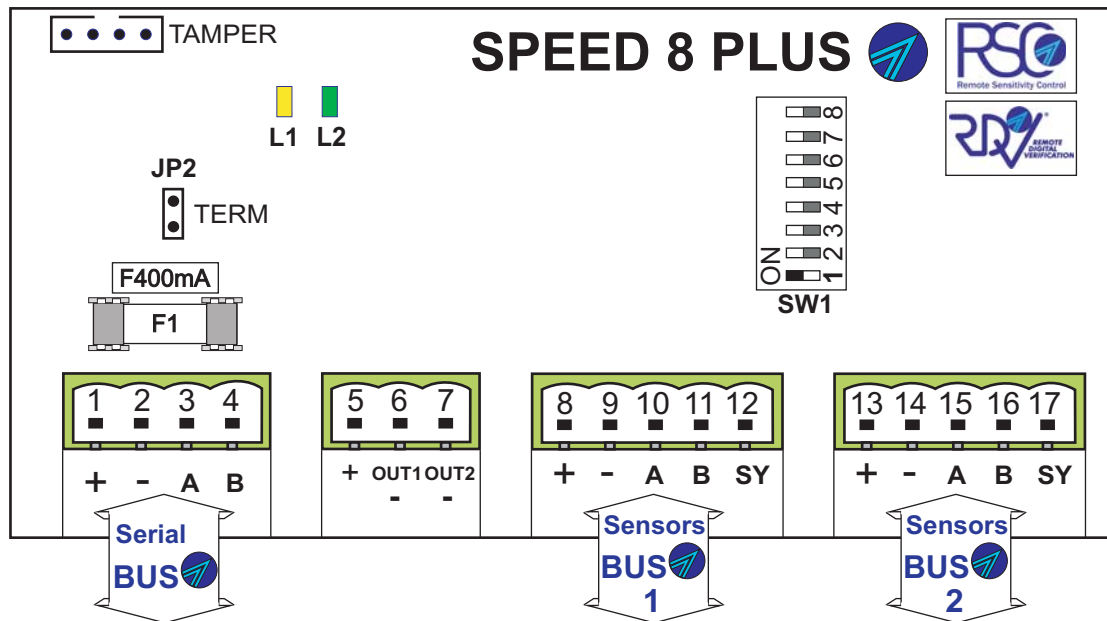 TAMPER
SPEED 8 PLUS
RSC
Remote Sensitivity Control
RDV
REMOTE
DIGITAL
VERIFICATION
L1 L2
JP2
TERM
F400mA
F1
8
7
6
5
4
3
2
1
ON
SW1
1 2 3 4
+ - A B
5 6 7
+ OUT1 OUT2
- -
8 9 10 11 12
+ - A B SY
13 14 15 16 17
+ - A B SY
Serial
BUS
Sensors
BUS
1
Sensors
BUS
2